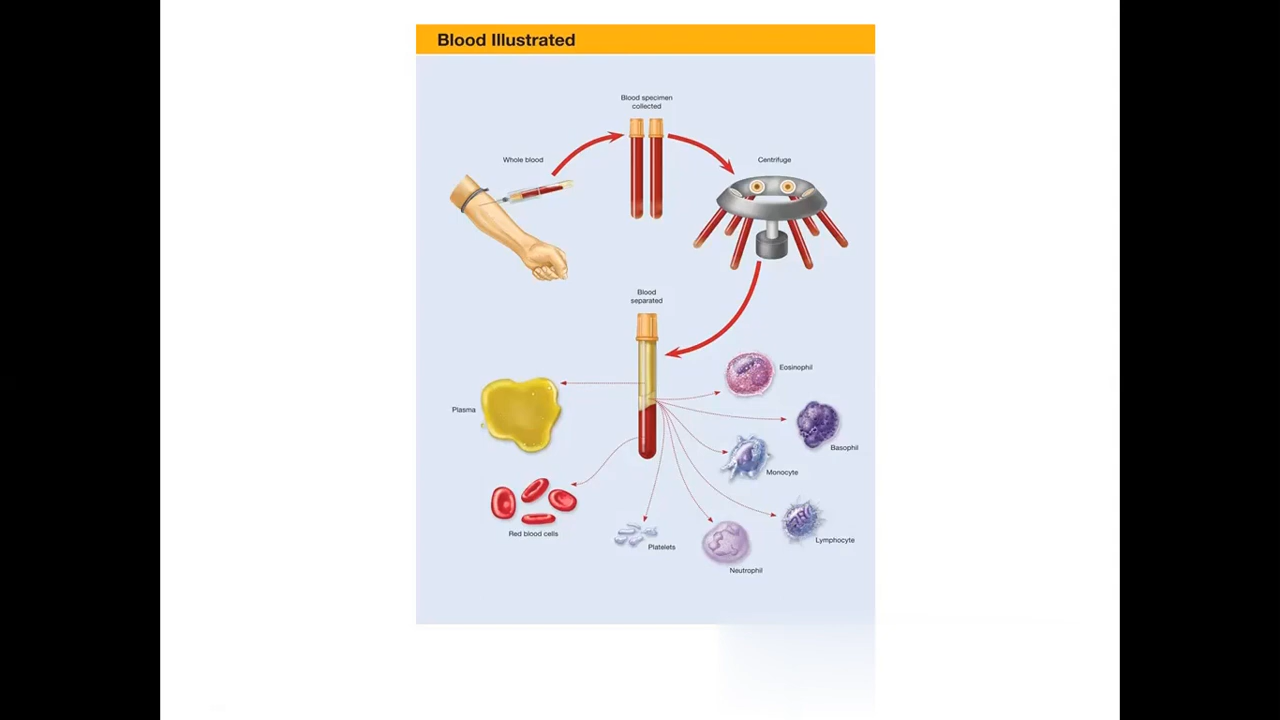 Blood Illustrated
Blood specimen
collected
Whole blood
Centrifuge
Blood
separated
Eosinophil
Plasma
Basophil
Monocyte
Red blood cells
Platelets
Lymphocyte
Neutrophil